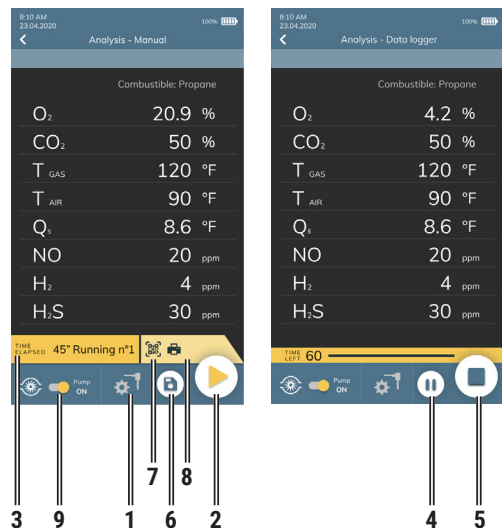 8:10 AM
23.04.2020
100%
Analysis - Manual
Combustible: Propane
O₂ 20.9 %
CO₂ 50 %
T GAS 120 °F
T AIR 90 °F
Qs 8.6 °F
NO 20 ppm
H₂ 4 ppm
H₂S 30 ppm
TIME
ELAPSED 45" Running n°1
Pump
ON
7 8
3 9 1 6 2
8:10 AM
23.04.2020
100%
Analysis - Data logger
Combustible: Propane
O₂ 4.2 %
CO₂ 50 %
T GAS 120 °F
T AIR 90 °F
Qs 8.6 °F
NO 20 ppm
H₂ 4 ppm
H₂S 30 ppm
TIME
LEFT 60
Pump
ON
4 5